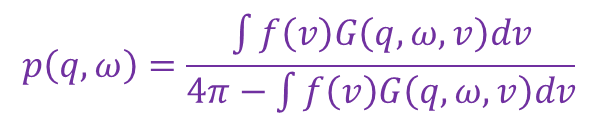 p(q, ω) = ∫ f(v)G(q, ω, v)dv / 4π − ∫ f(v)G(q, ω, v)dv